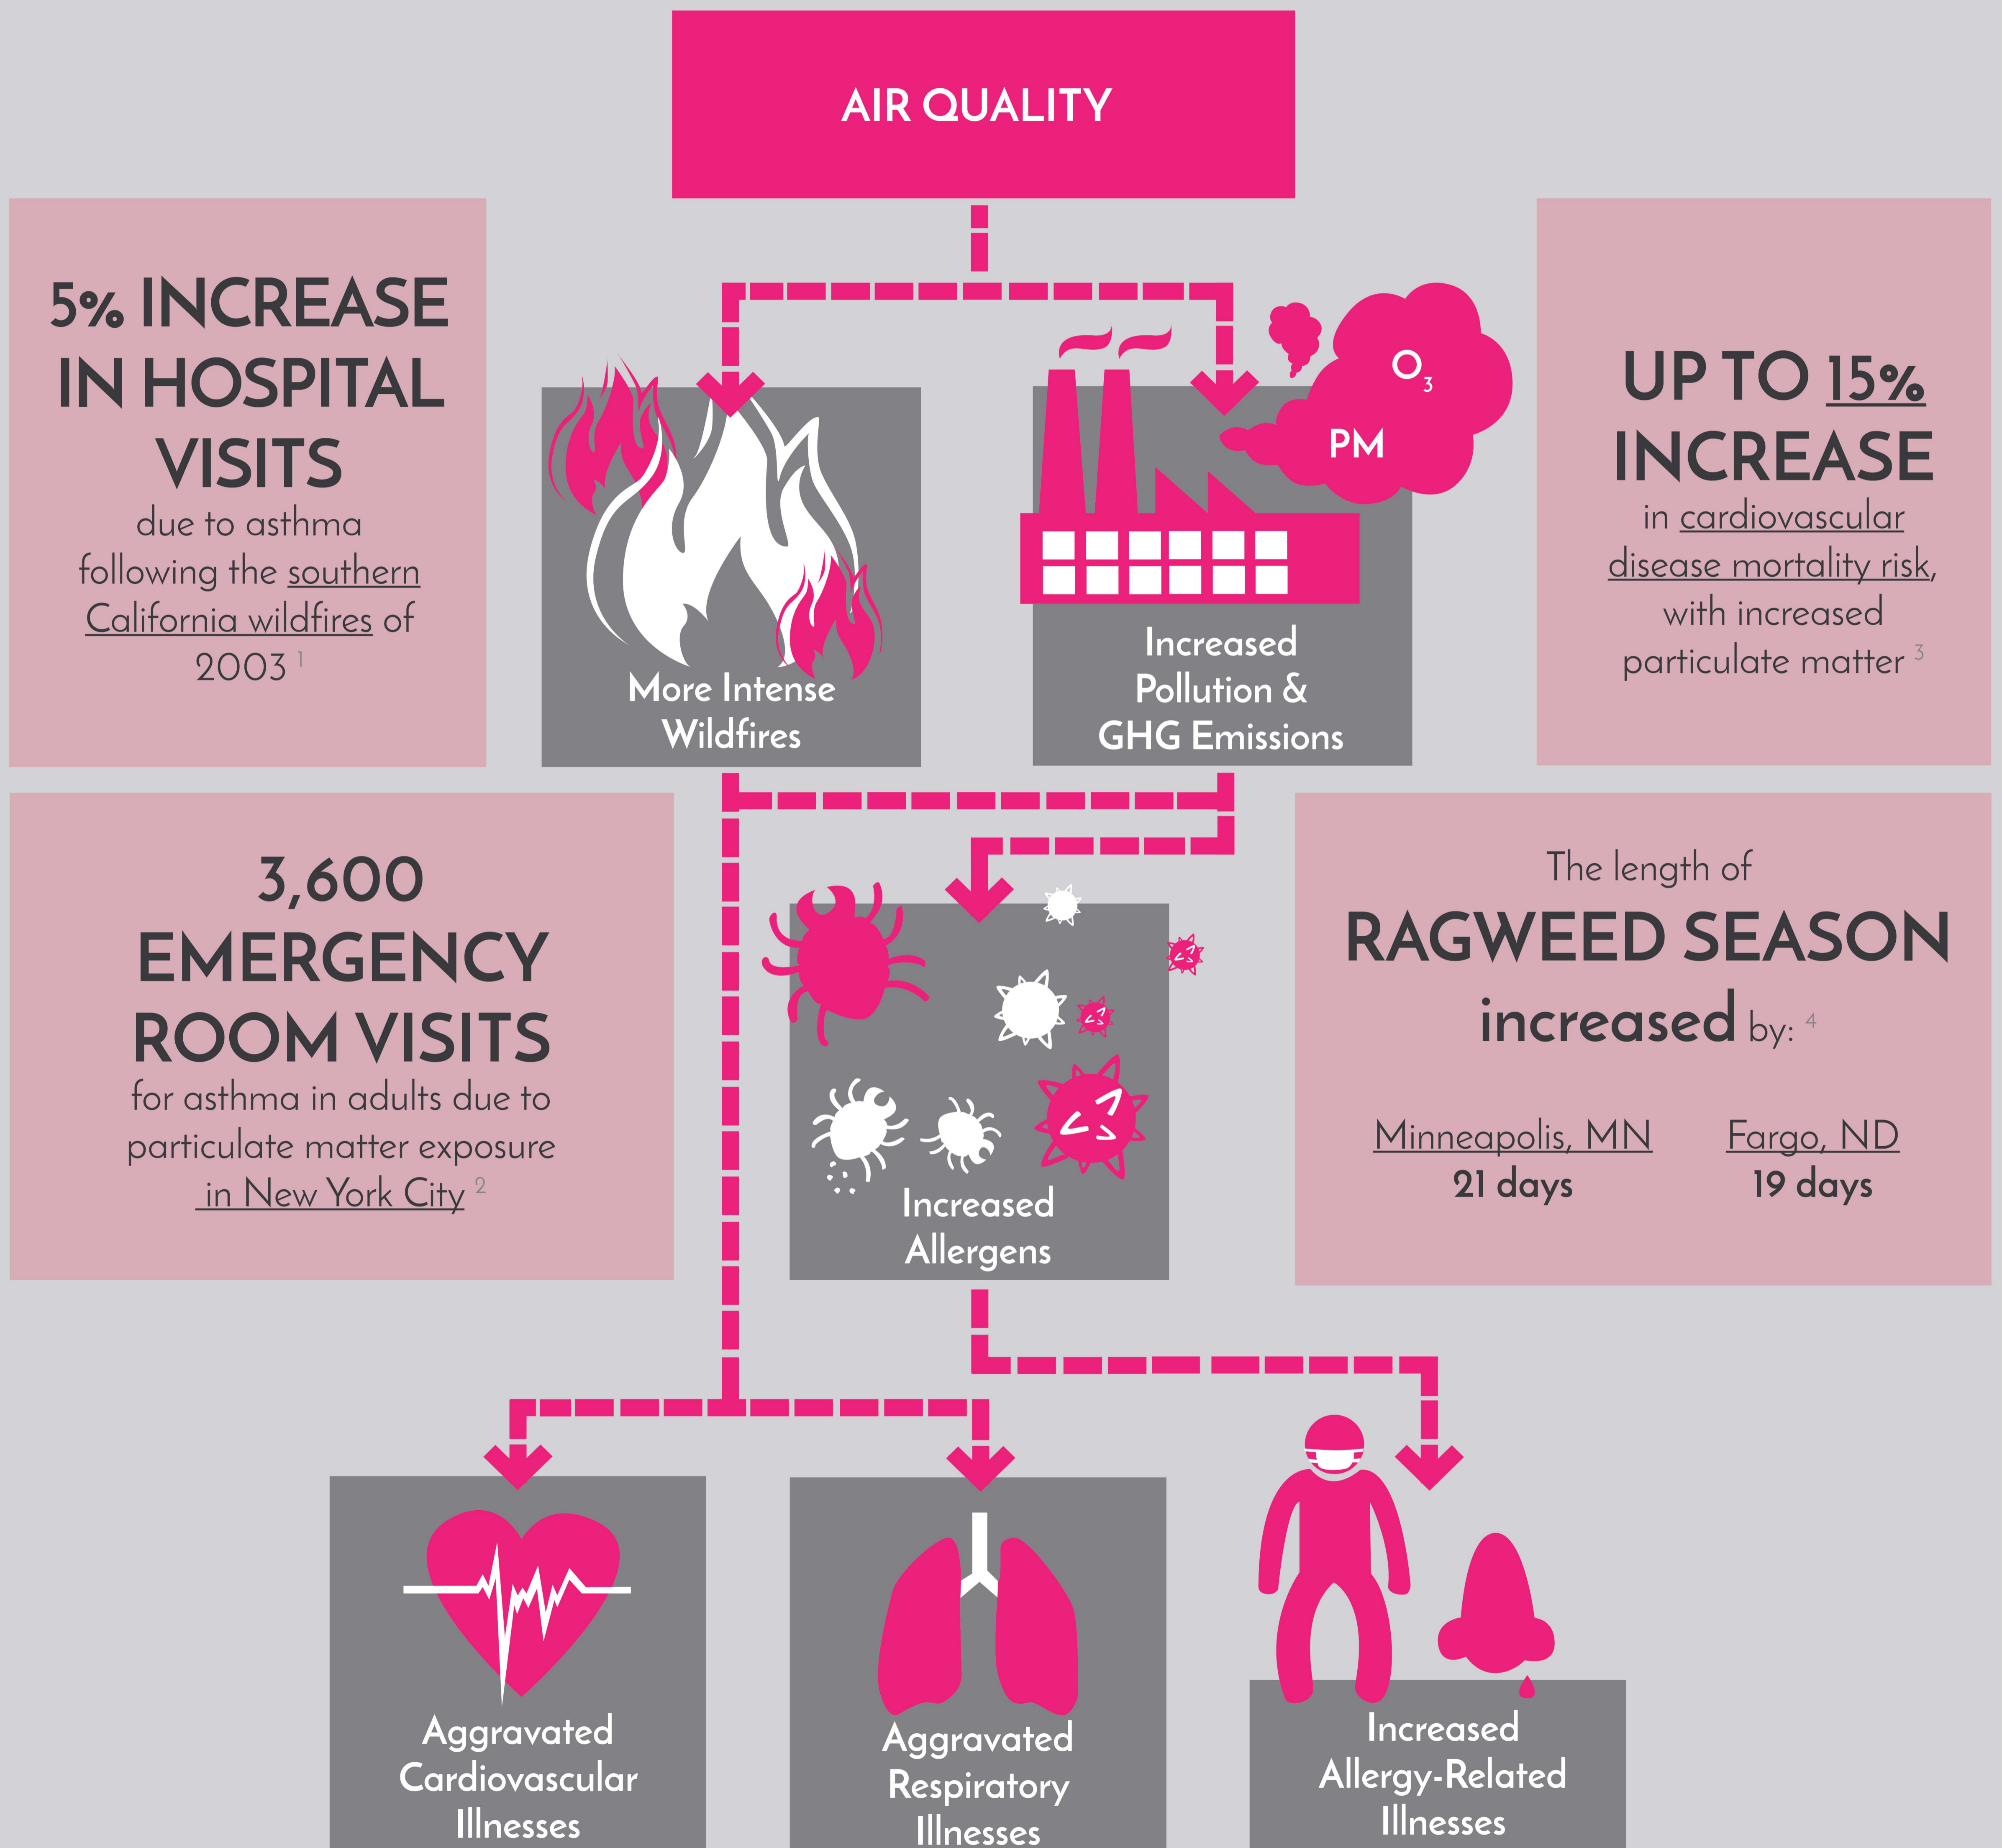 AIR QUALITY
5% INCREASE
IN HOSPITAL
VISITS
due to asthma
following the southern
California wildfires of
2003 1
More Intense
Wildfires
O3
PM
Increased
Pollution &
GHG Emissions
UP TO 15%
INCREASE
in cardiovascular
disease mortality risk,
with increased
particulate matter 3
3,600
EMERGENCY
ROOM VISITS
for asthma in adults due to
particulate matter exposure
in New York City 2
Increased
Allergens
The length of
RAGWEED SEASON
increased by: 4
Minneapolis, MN
21 days
Fargo, ND
19 days
Aggravated
Cardiovascular
Illnesses
Aggravated
Respiratory
Illnesses
Increased
Allergy-Related
Illnesses